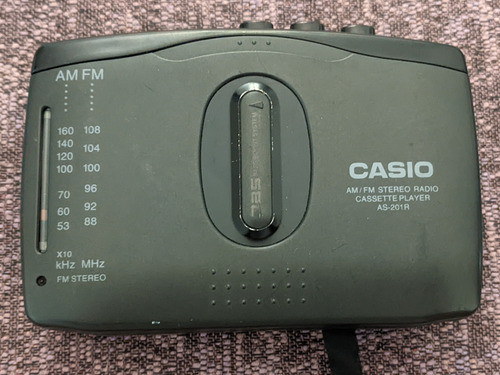 AM FM
160 108
140 104
120
100 100
70 96
60 92
53 88
X10
kHz MHz
FM STEREO
CASIO
AM/FM STEREO RADIO
CASSETTE PLAYER
AS-201R